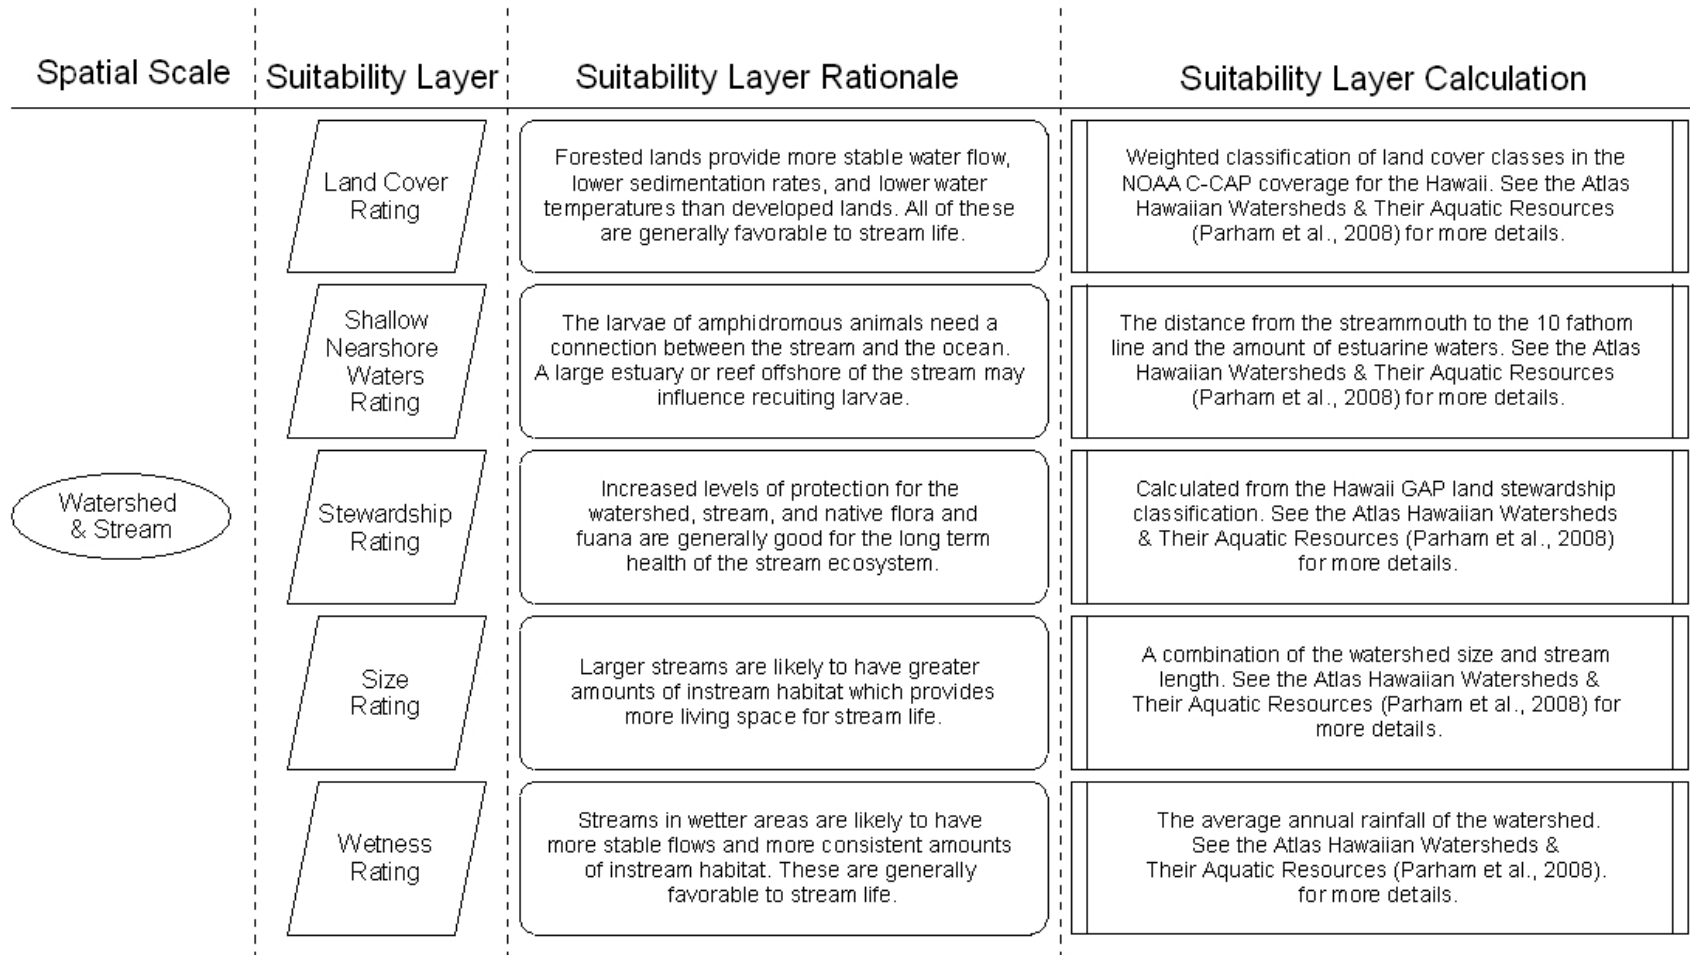 Spatial Scale
Suitability Layer
Suitability Layer Rationale
Suitability Layer Calculation
Watershed
& Stream
Land Cover
Rating
Forested lands provide more stable water flow,
lower sedimentation rates, and lower water
temperatures than developed lands. All of these
are generally favorable to stream life.
Weighted classification of land cover classes in the
NOAA C-CAP coverage for the Hawaii. See the Atlas
Hawaiian Watersheds & Their Aquatic Resources
(Parham et al., 2008) for more details.
Shallow
Nearshore
Waters
Rating
The larvae of amphidromous animals need a
connection between the stream and the ocean.
A large estuary or reef offshore of the stream may
influence recuiting larvae.
The distance from the streammouth to the 10 fathom
line and the amount of estuarine waters. See the Atlas
Hawaiian Watersheds & Their Aquatic Resources
(Parham et al., 2008) for more details.
Stewardship
Rating
Increased levels of protection for the
watershed, stream, and native flora and
fuana are generally good for the long term
health of the stream ecosystem.
Calculated from the Hawaii GAP land stewardship
classification. See the Atlas Hawaiian Watersheds
& Their Aquatic Resources (Parham et al., 2008)
for more details.
Size
Rating
Larger streams are likely to have greater
amounts of instream habitat which provides
more living space for stream life.
A combination of the watershed size and stream
length. See the Atlas Hawaiian Watersheds &
Their Aquatic Resources (Parham et al., 2008) for
more details.
Wetness
Rating
Streams in wetter areas are likely to have
more stable flows and more consistent amounts
of instream habitat. These are generally
favorable to stream life.
The average annual rainfall of the watershed.
See the Atlas Hawaiian Watersheds &
Their Aquatic Resources (Parham et al., 2008).
for more details.